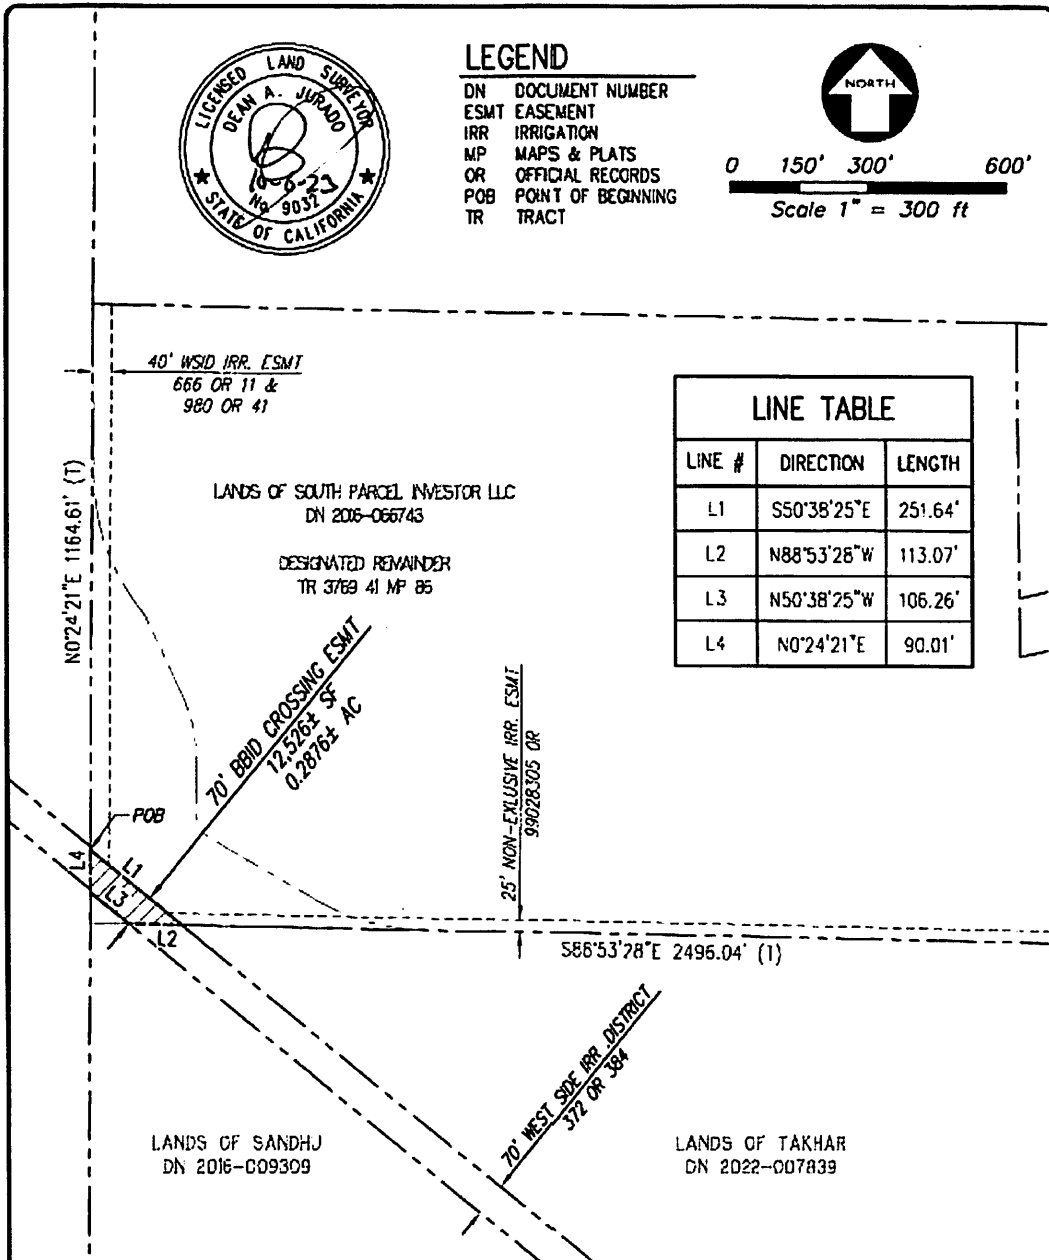 LICENSED LAND SURVEYOR
DEAN A. JURADO
10-6-23
No. 9032
STATE OF CALIFORNIA
LEGEND
DN DOCUMENT NUMBER
ESMT EASEMENT
IRR IRRIGATION
MP MAPS & PLATS
OR OFFICIAL RECORDS
POB POINT OF BEGINNING
TR TRACT
NORTH
0 150' 300' 600'
Scale 1" = 300 ft
40' WSID IRR. ESMT
666 OR 11 &
980 OR 41
N0°24'21"E 1164.61' (T)
LANDS OF SOUTH PARCEL INVESTOR LLC
DN 2016-066743
DESIGNATED REMAINDER
TR 3769 41 MP 86
LINE TABLE
LINE # DIRECTION LENGTH
L1 S50°38'25"E 251.64'
L2 N88°53'28"W 113.07'
L3 N50°38'25"W 106.26'
L4 N0°24'21"E 90.01'
70' BBID CROSSING ESMT
12,526± SF
0.2876± AC
25' NON-EXLUSIVE IRR. ESMT
99028305 OR
POB
L4
L1
L3
L2
S88°53'28"E 2496.04' (T)
70' WEST SIDE IRR. DISTRICT
372 OR 384
LANDS OF SANDHU
DN 2016-009309
LANDS OF TAKHAR
DN 2022-007839